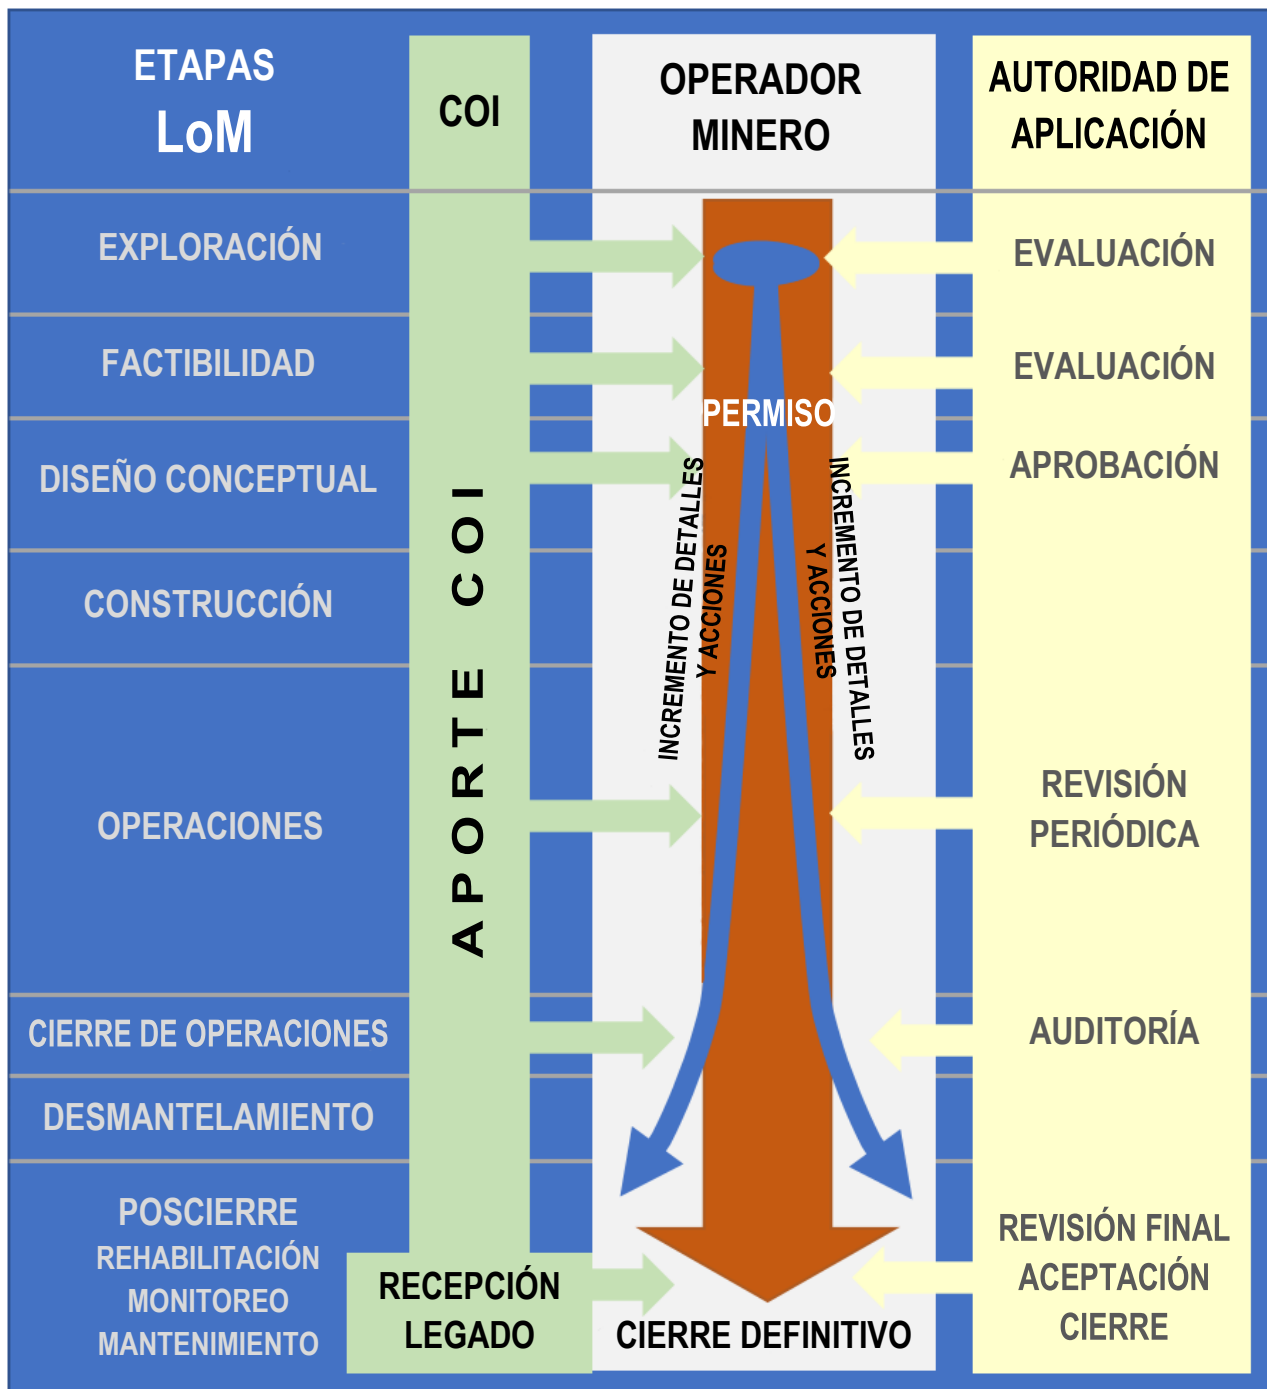 ETAPAS
LoM
COI
OPERADOR
MINERO
AUTORIDAD DE
APLICACIÓN
EXPLORACIÓN
EVALUACIÓN
FACTIBILIDAD
EVALUACIÓN
PERMISO
DISEÑO CONCEPTUAL
APROBACIÓN
APORTE COI
INCREMENTO DE DETALLES
Y ACCIONES
INCREMENTO DE DETALLES
Y ACCIONES
CONSTRUCCIÓN
OPERACIONES
REVISIÓN
PERIÓDICA
CIERRE DE OPERACIONES
AUDITORÍA
DESMANTELAMIENTO
POSCIERRE
REHABILITACIÓN
MONITOREO
MANTENIMIENTO
RECEPCIÓN
LEGADO
CIERRE DEFINITIVO
REVISIÓN FINAL
ACEPTACIÓN
CIERRE